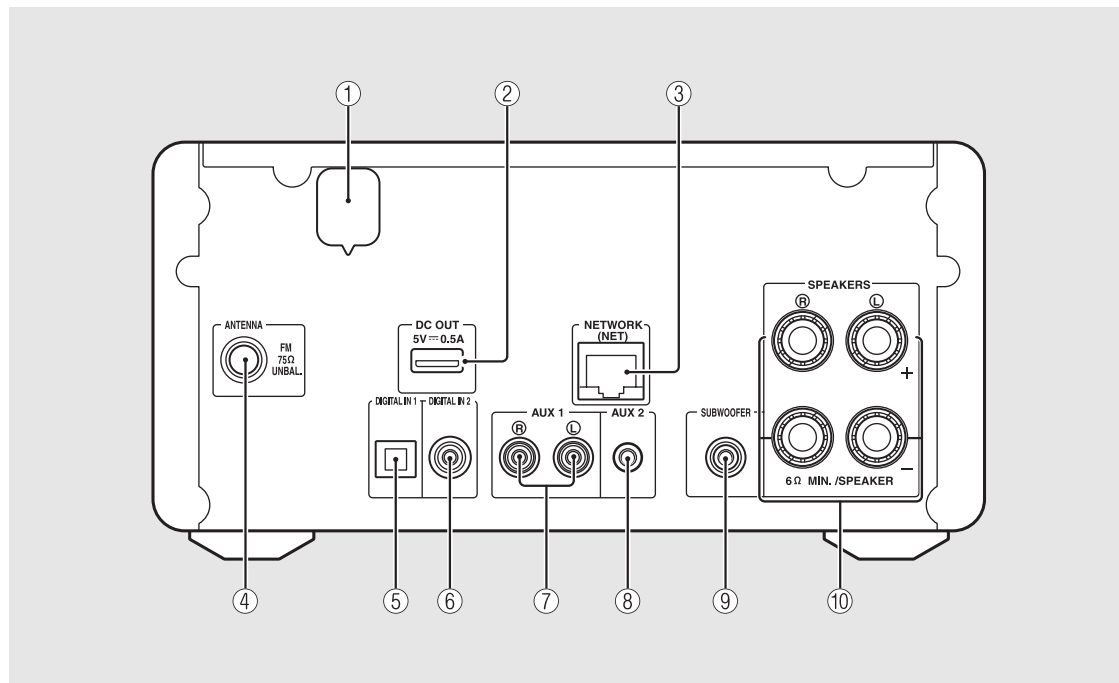 ① ② ③
SPEAKERS
Ⓡ Ⓛ
ANTENNA
FM
75Ω
UNBAL.
DC OUT
5V ⎓ 0.5A
NETWORK
(NET)
+
DIGITAL IN 1 DIGITAL IN 2
AUX 1
Ⓡ Ⓛ
AUX 2
SUBWOOFER
−
6Ω MIN. /SPEAKER
④ ⑤ ⑥ ⑦ ⑧ ⑨ ⑩